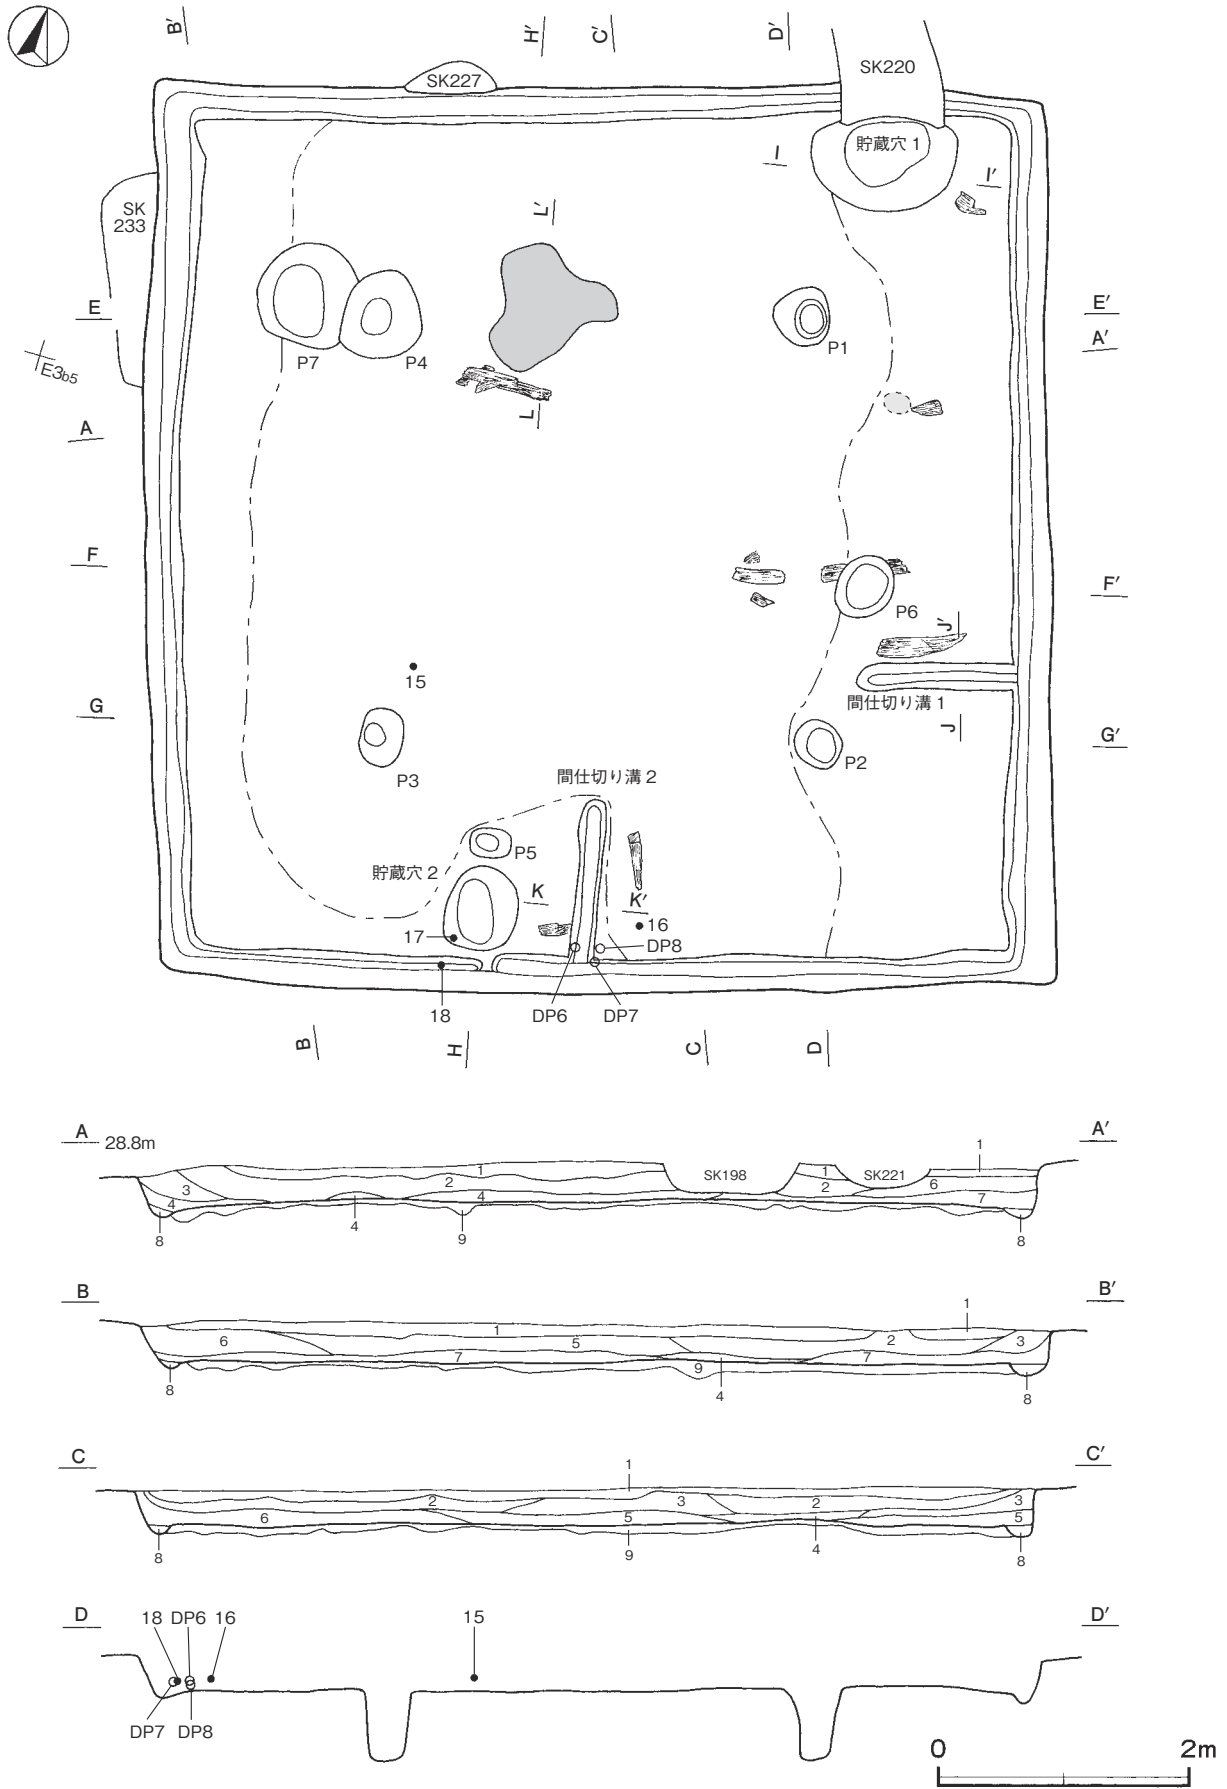 B′
H′
C′
D′
SK227
SK220
貯蔵穴 1
I
I′
SK
233
L′
E
E′
A′
P7
P4
P1
E3b5
L
A
F
F′
P6
J′
15
間仕切り溝 1
G
J
G′
P3
P2
間仕切り溝 2
P5
貯蔵穴 2
K
K′
16
17
DP8
18
DP6
DP7
B
H
C
D
A
28.8m
A′
1
1
SK198
1
SK221
2
2
6
3
4
4
7
8
4
9
8
B
B′
1
1
6
5
2
3
7
7
9
8
4
8
C
C′
1
2
3
2
3
6
5
5
8
9
4
8
D
D′
18 DP6 16
15
DP7 DP8
0
2m